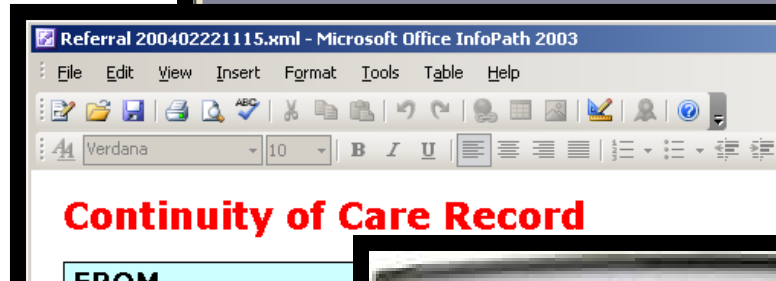 Referral 200402221115.xml - Microsoft Office InfoPath 2003
File Edit View Insert Format Tools Table Help
ABC
Verdana 10 B I U
Continuity of Care Record
FROM